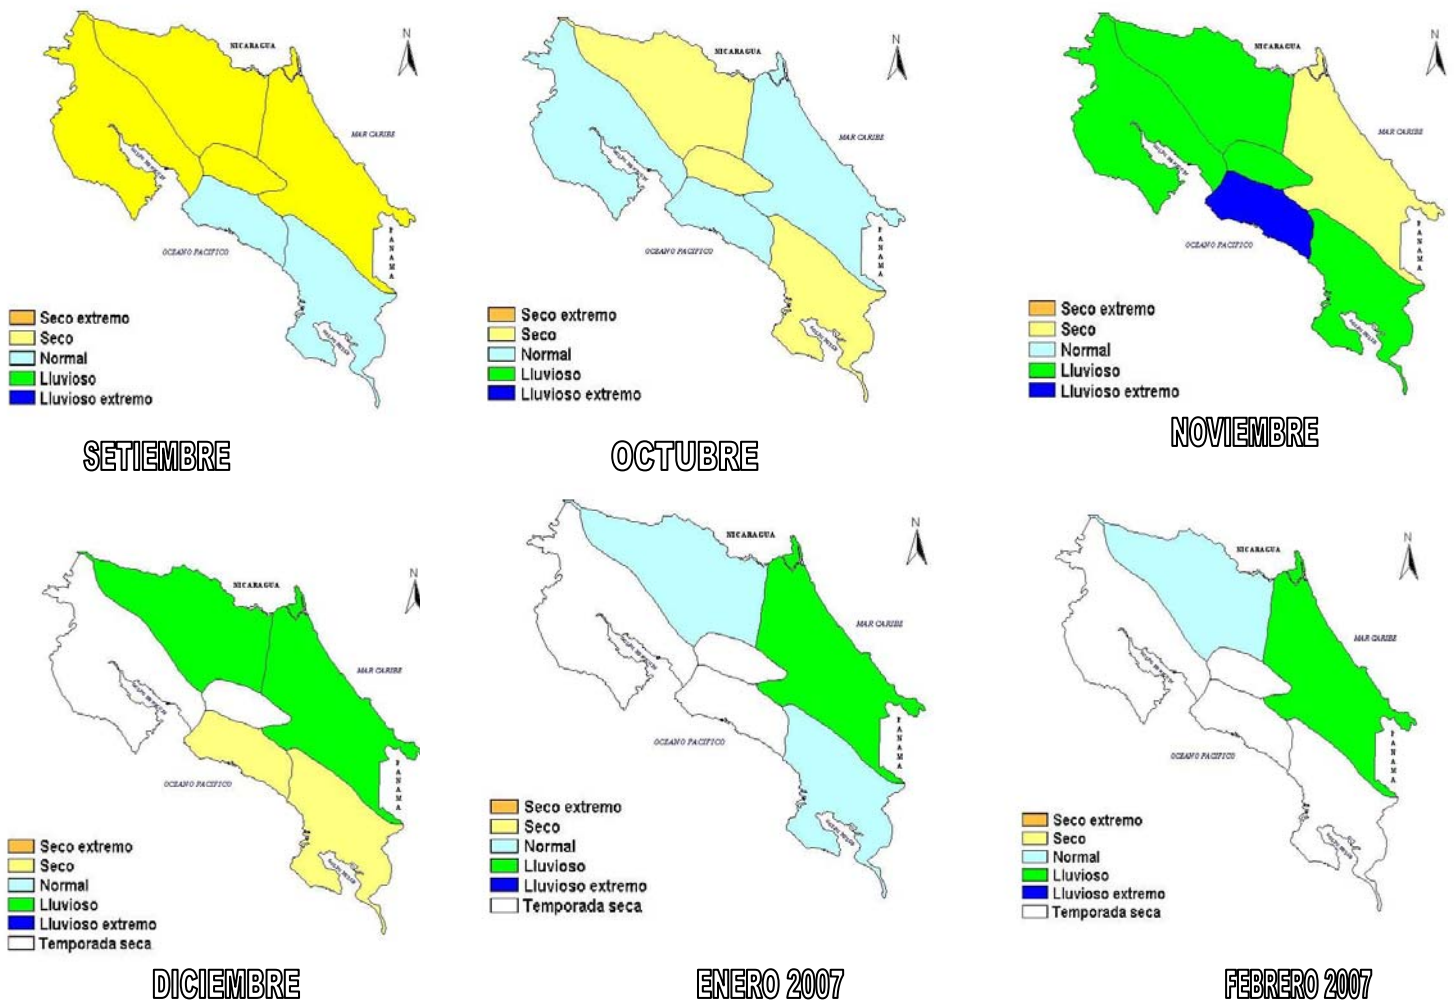 N
NICARAGUA
MAR CARIBE
OCEANO PACIFICO
PANAMA
Seco extremo
Seco
Normal
Lluvioso
Lluvioso extremo
SETIEMBRE
N
NICARAGUA
MAR CARIBE
OCEANO PACIFICO
PANAMA
Seco extremo
Seco
Normal
Lluvioso
Lluvioso extremo
OCTUBRE
N
NICARAGUA
MAR CARIBE
OCEANO PACIFICO
PANAMA
Seco extremo
Seco
Normal
Lluvioso
Lluvioso extremo
NOVIEMBRE
N
NICARAGUA
MAR CARIBE
OCEANO PACIFICO
PANAMA
Seco extremo
Seco
Normal
Lluvioso
Lluvioso extremo
Temporada seca
DICIEMBRE
N
NICARAGUA
MAR CARIBE
OCEANO PACIFICO
PANAMA
Seco extremo
Seco
Normal
Lluvioso
Lluvioso extremo
Temporada seca
ENERO 2007
N
NICARAGUA
MAR CARIBE
OCEANO PACIFICO
PANAMA
Seco extremo
Seco
Normal
Lluvioso
Lluvioso extremo
Temporada seca
FEBRERO 2007